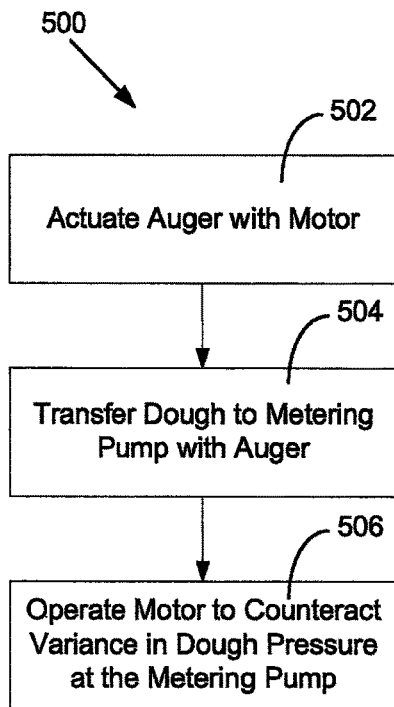 500
502
Actuate Auger with Motor
504
Transfer Dough to Metering
Pump with Auger
506
Operate Motor to Counteract
Variance in Dough Pressure
at the Metering Pump